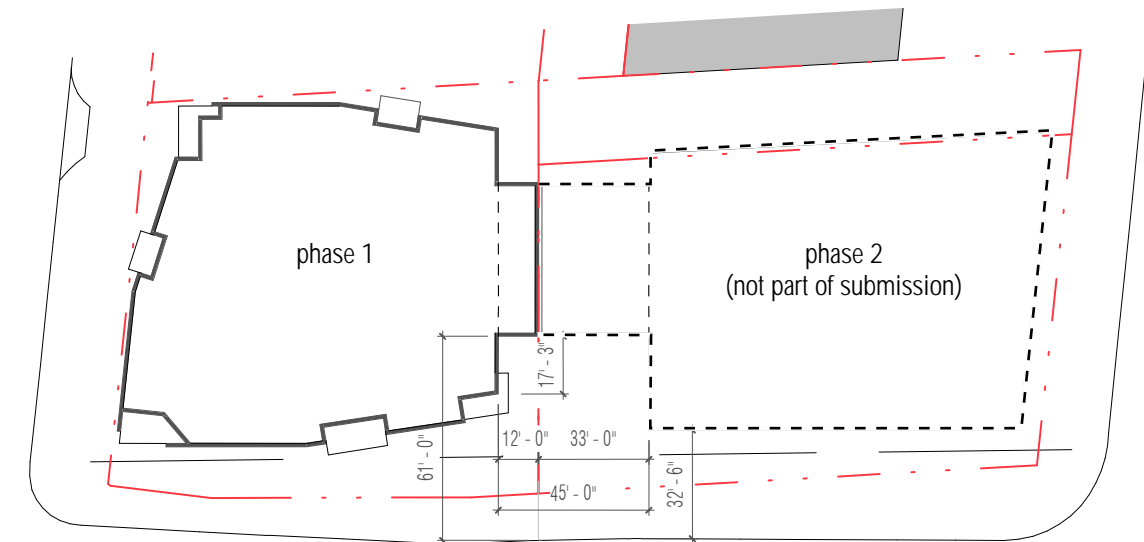 phase 1
phase 2
(not part of submission)
17' - 3"
12' - 0"
33' - 0"
61' - 0"
45' - 0"
32' - 6"